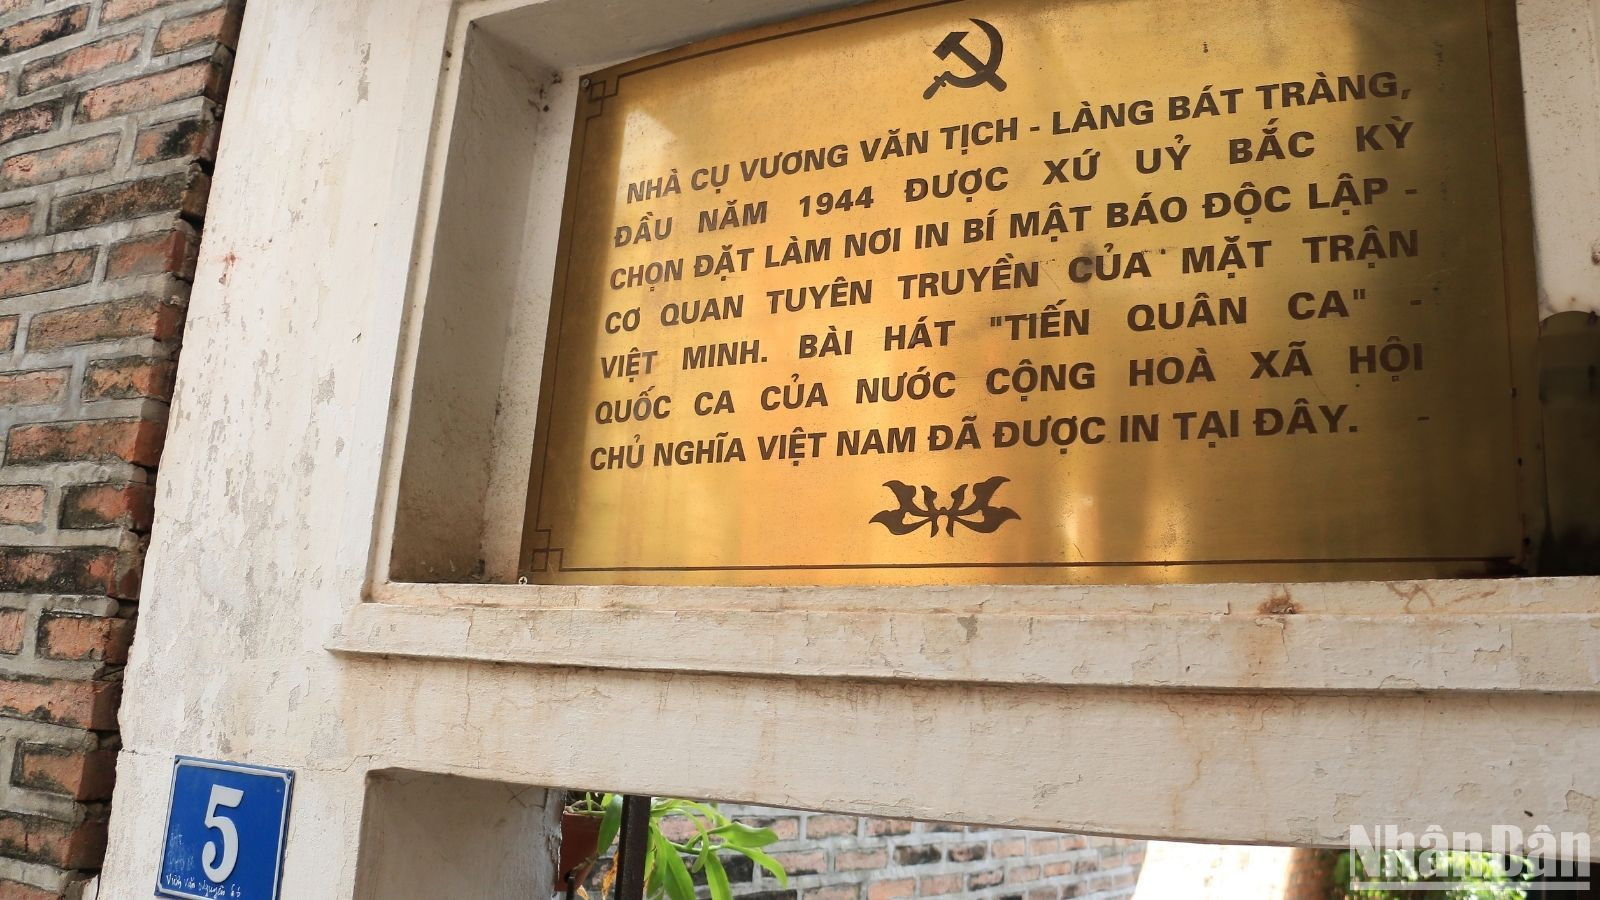 NHÀ CỤ VƯƠNG VĂN TỊCH - LÀNG BÁT TRÀNG,
ĐẦU NĂM 1944 ĐƯỢC XỨ UỶ BẮC KỲ
CHỌN ĐẶT LÀM NƠI IN BÍ MẬT BÁO ĐỘC LẬP -
CƠ QUAN TUYÊN TRUYỀN CỦA MẶT TRẬN
VIỆT MINH. BÀI HÁT "TIẾN QUÂN CA" -
QUỐC CA CỦA NƯỚC CỘNG HOÀ XÃ HỘI
CHỦ NGHĨA VIỆT NAM ĐÃ ĐƯỢC IN TẠI ĐÂY. -
5
NhânDân